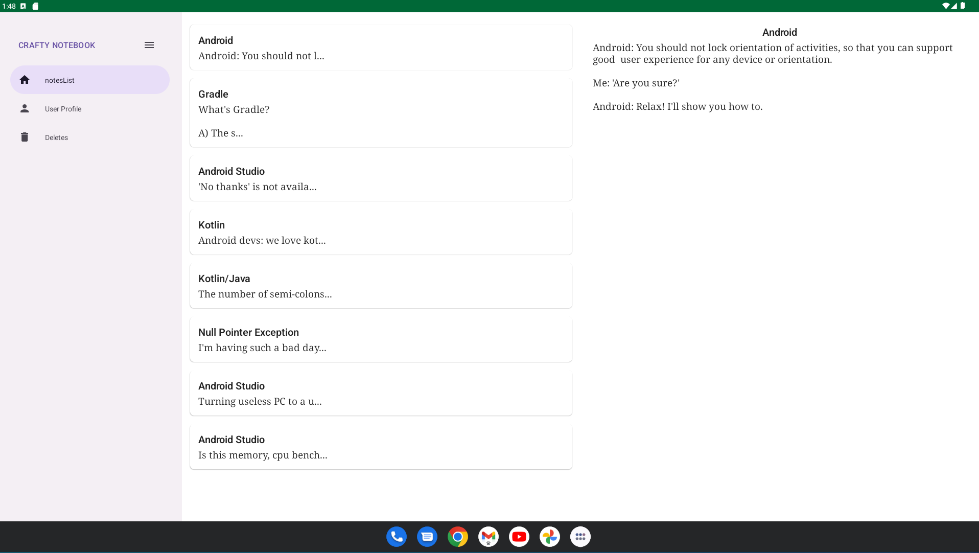 1:48
CRAFTY NOTEBOOK
notesList
User Profile
Deletes
Android
Android: You should not l...
Gradle
What's Gradle?
A) The s...
Android Studio
'No thanks' is not availa...
Kotlin
Android devs: we love kot...
Kotlin/Java
The number of semi-colons...
Null Pointer Exception
I'm having such a bad day...
Android Studio
Turning useless PC to a u...
Android Studio
Is this memory, cpu bench...
Android
Android: You should not lock orientation of activities, so that you can support
good  user experience for any device or orientation.
Me: 'Are you sure?'
Android: Relax! I'll show you how to.